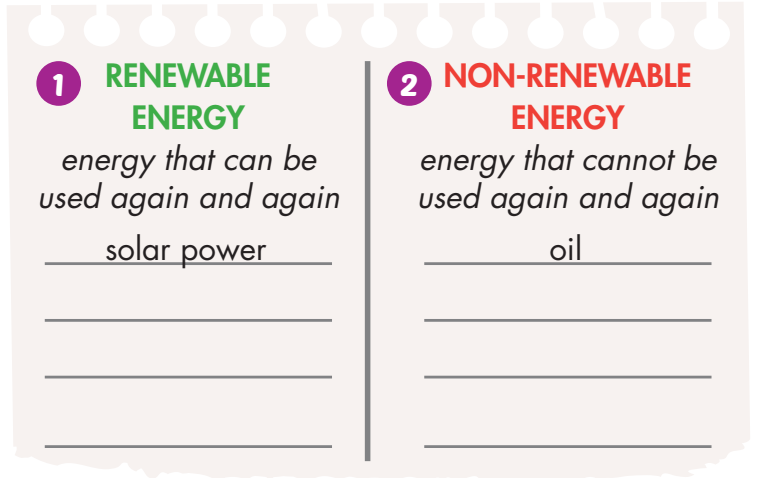 1 RENEWABLE
ENERGY
energy that can be
used again and again
solar power
2 NON-RENEWABLE
ENERGY
energy that cannot be
used again and again
oil